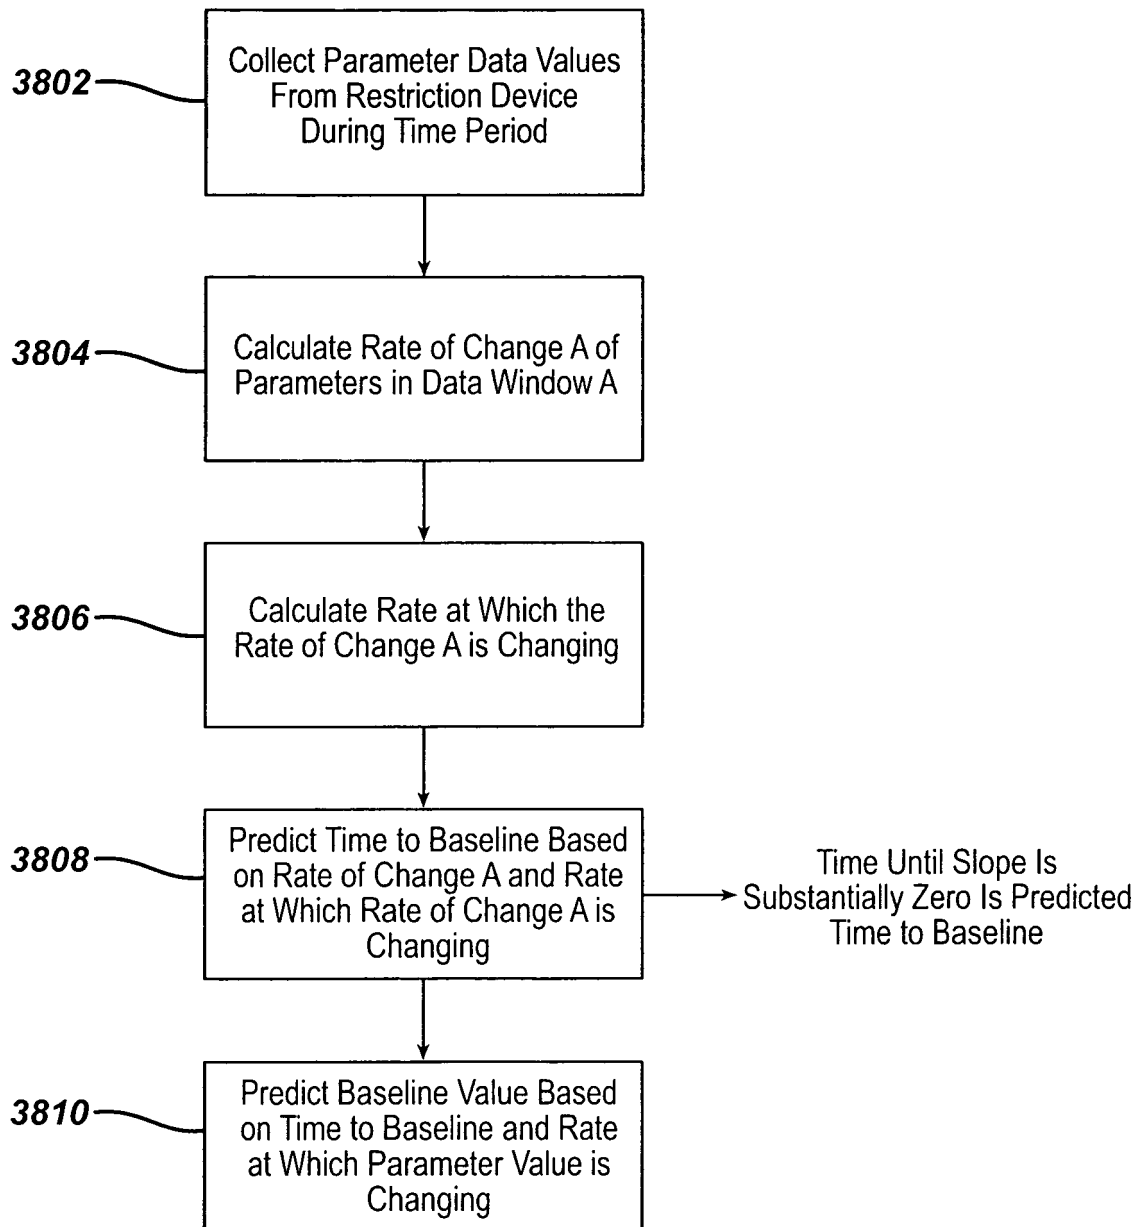 3802
Collect Parameter Data Values
From Restriction Device
During Time Period
3804
Calculate Rate of Change A of
Parameters in Data Window A
3806
Calculate Rate at Which the
Rate of Change A is Changing
3808
Predict Time to Baseline Based
on Rate of Change A and Rate
at Which Rate of Change A is
Changing
Time Until Slope Is
Substantially Zero Is Predicted
Time to Baseline
3810
Predict Baseline Value Based
on Time to Baseline and Rate
at Which Parameter Value is
Changing